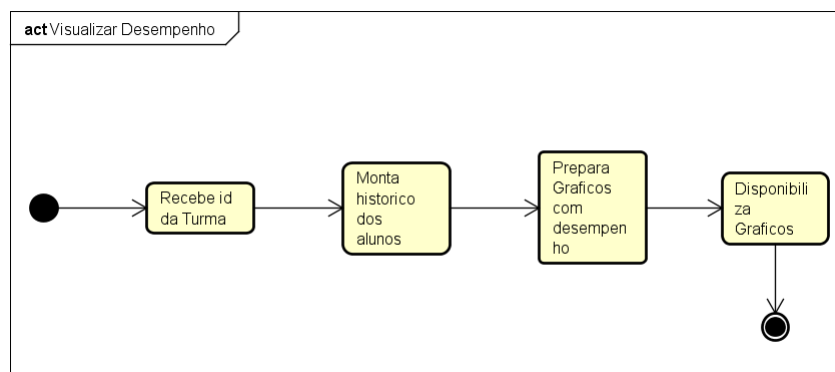 act Visualizar Desempenho
Recebe id
da Turma
Monta
historico
dos
alunos
Prepara
Graficos
com
desempen
ho
Disponibili
za
Graficos